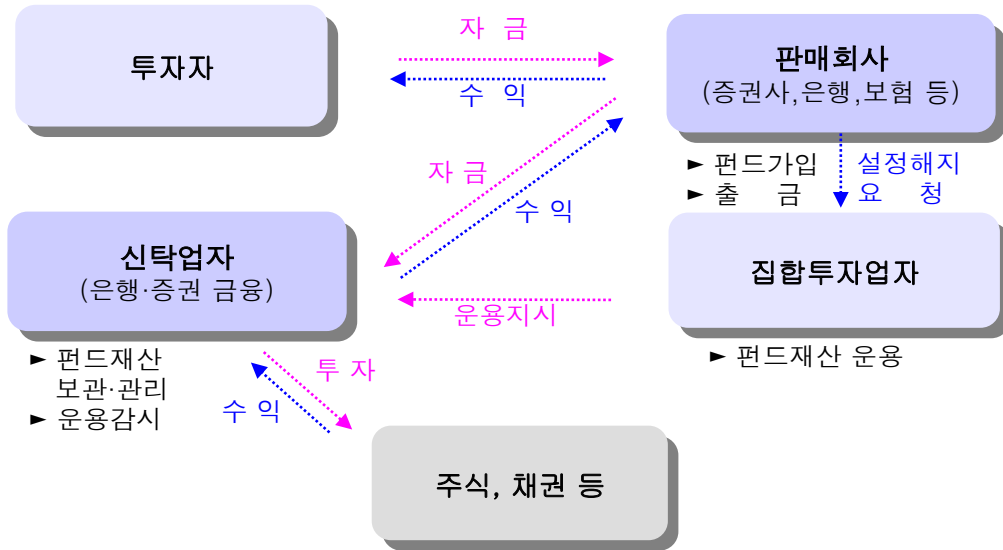 투자자
자 금
수 익
판매회사
(증권사,은행,보험 등)
► 펀드가입
► 출 금
설정해지
요 청
자 금
수 익
신탁업자
(은행·증권 금융)
집합투자업자
운용지시
► 펀드재산
보관·관리
► 운용감시
► 펀드재산 운용
투 자
수 익
주식, 채권 등